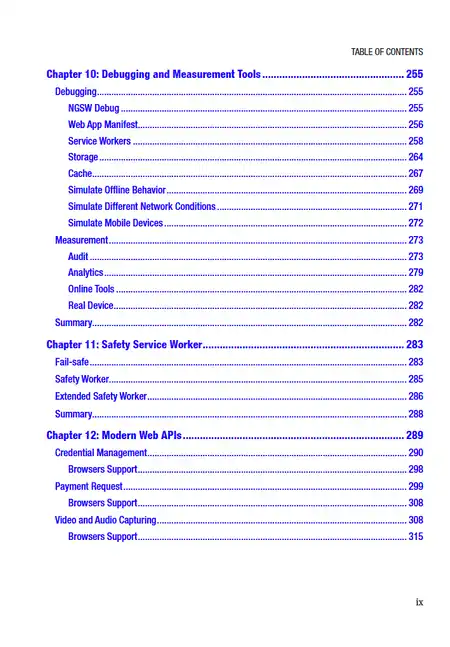 TABLE OF CONTENTS
Chapter 10: Debugging and Measurement Tools.................................................. 255
Debugging.................................................................................................................. 255
NGSW Debug ......................................................................................................... 255
Web App Manifest................................................................................................... 256
Service Workers ..................................................................................................... 258
Storage ................................................................................................................. 264
Cache.................................................................................................................... 267
Simulate Offline Behavior......................................................................................... 269
Simulate Different Network Conditions ...................................................................... 271
Simulate Mobile Devices.......................................................................................... 272
Measurement.............................................................................................................. 273
Audit ..................................................................................................................... 273
Analytics................................................................................................................ 279
Online Tools ........................................................................................................... 282
Real Device............................................................................................................ 282
Summary.................................................................................................................... 282
Chapter 11: Safety Service Worker....................................................................... 283
Fail-safe..................................................................................................................... 283
Safety Worker.............................................................................................................. 285
Extended Safety Worker................................................................................................ 286
Summary.................................................................................................................... 288
Chapter 12: Modern Web APIs.............................................................................. 289
Credential Management................................................................................................ 290
Browsers Support.................................................................................................... 298
Payment Request......................................................................................................... 299
Browsers Support.................................................................................................... 308
Video and Audio Capturing............................................................................................ 308
Browsers Support.................................................................................................... 315
ix